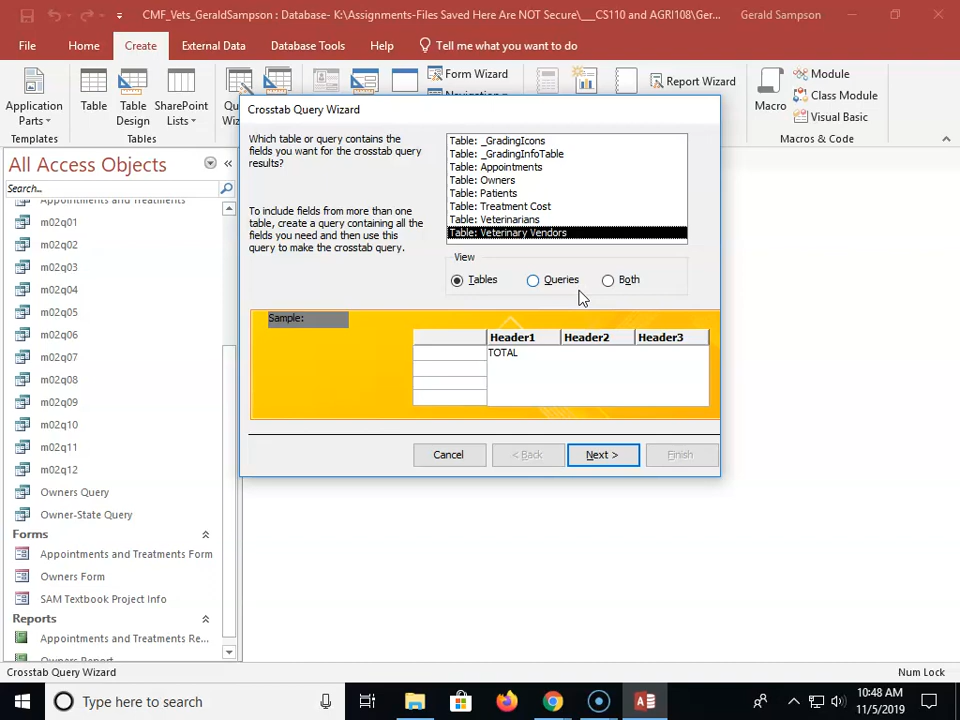 CMF_Vets_GeraldSampson : Database- K:\Assignments-Files Saved Here Are NOT Secure\___CS110 and AGRI108\Ger... Gerald Sampson
File Home Create External Data Database Tools Help Tell me what you want to do
Application Parts
Templates
Table
Table Design
SharePoint Lists
Tables
Form Wizard
Report Wizard
Macro
Module
Class Module
Visual Basic
Macros & Code
All Access Objects
Search...
m02q01
m02q02
m02q03
m02q04
m02q05
m02q06
m02q07
m02q08
m02q09
m02q10
m02q11
m02q12
Owners Query
Owner-State Query
Forms
Appointments and Treatments Form
Owners Form
SAM Textbook Project Info
Reports
Appointments and Treatments Re...
Owners Report
Crosstab Query Wizard
Which table or query contains the
fields you want for the crosstab query
results?
To include fields from more than one
table, create a query containing all the
fields you need and then use this
query to make the crosstab query.
Table: _GradingIcons
Table: _GradingInfoTable
Table: Appointments
Table: Owners
Table: Patients
Table: Treatment Cost
Table: Veterinarians
Table: Veterinary Vendors
View
Tables Queries Both
Sample:
Header1 Header2 Header3
TOTAL
Cancel < Back Next > Finish
Crosstab Query Wizard Num Lock
Type here to search
10:48 AM
11/5/2019